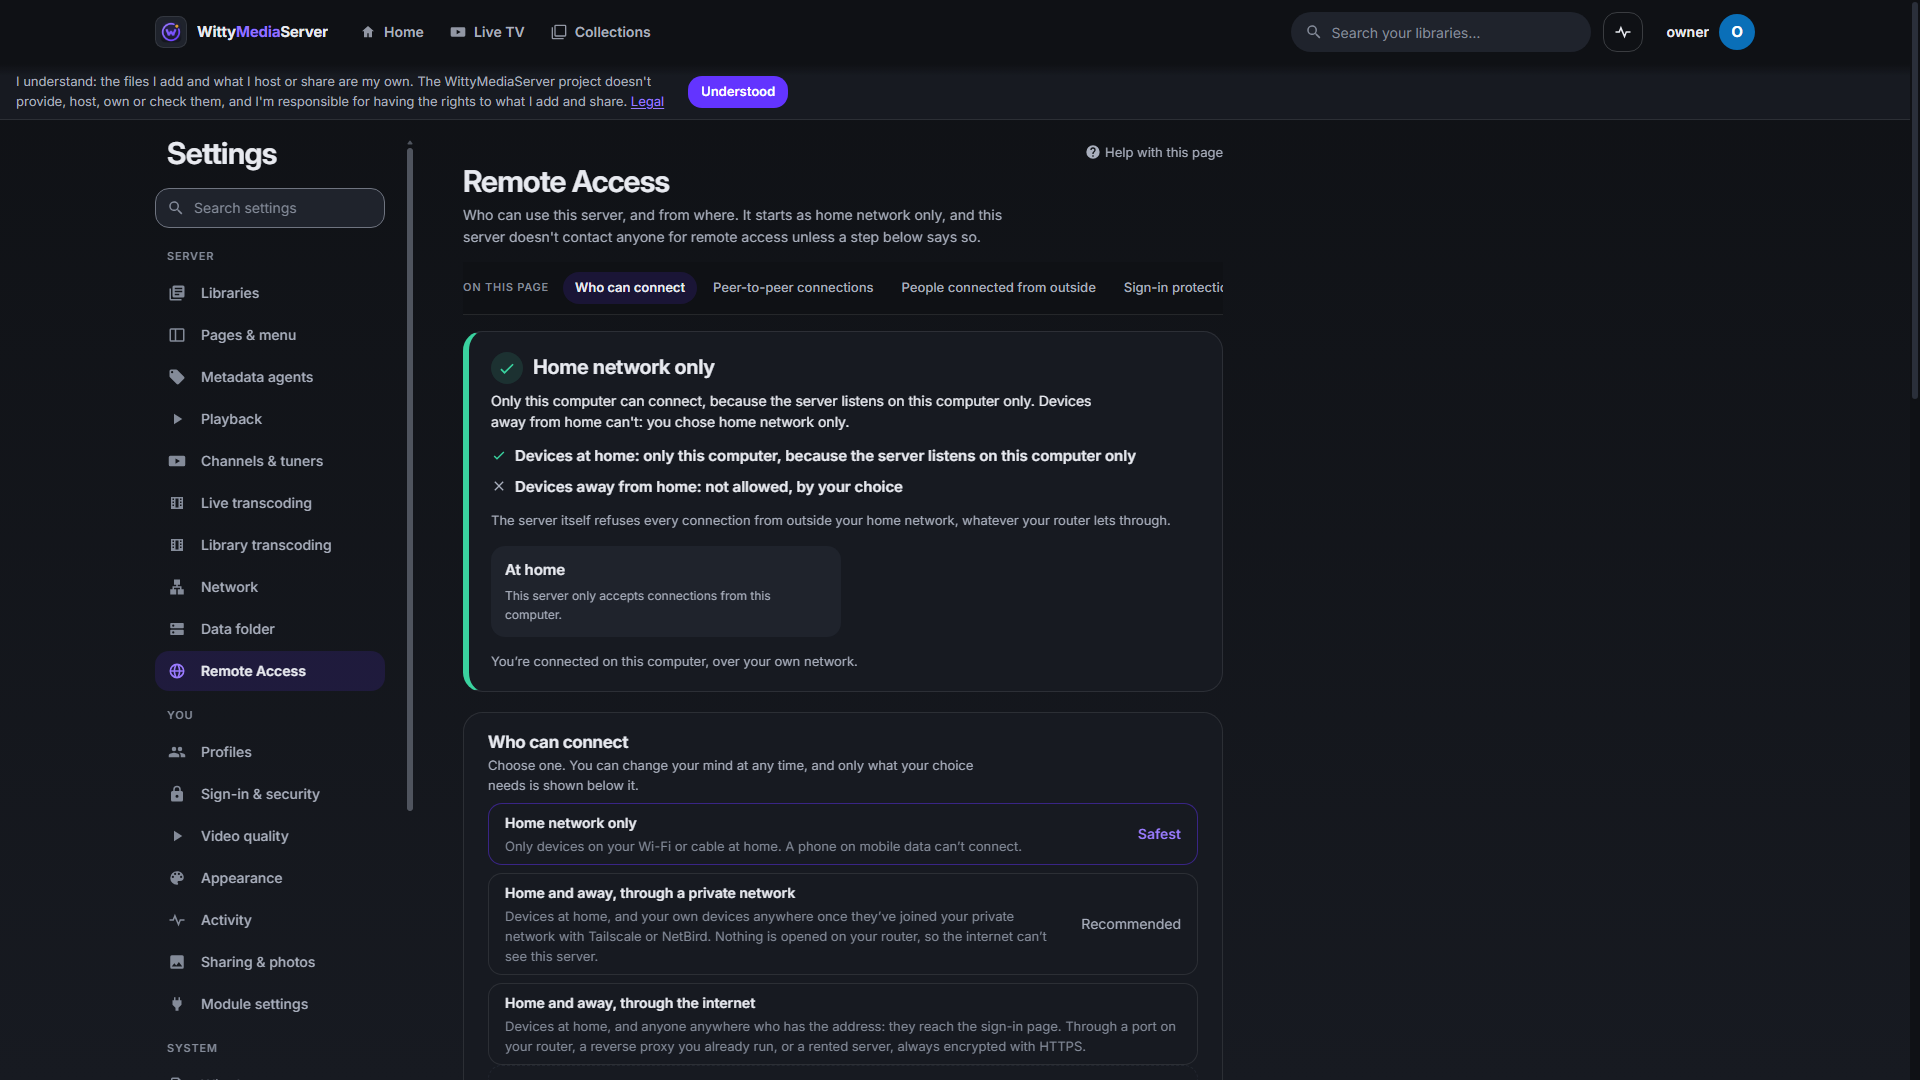 WittyMediaServer
Home
Live TV
Collections
Search your libraries...
owner
O
I understand: the files I add and what I host or share are my own. The WittyMediaServer project doesn't
provide, host, own or check them, and I'm responsible for having the rights to what I add and share. Legal
Understood
Settings
Search settings
SERVER
Libraries
Pages & menu
Metadata agents
Playback
Channels & tuners
Live transcoding
Library transcoding
Network
Data folder
Remote Access
YOU
Profiles
Sign-in & security
Video quality
Appearance
Activity
Sharing & photos
Module settings
SYSTEM
Help with this page
Remote Access
Who can use this server, and from where. It starts as home network only, and this
server doesn't contact anyone for remote access unless a step below says so.
ON THIS PAGE
Who can connect
Peer-to-peer connections
People connected from outside
Sign-in protectio
Home network only
Only this computer can connect, because the server listens on this computer only. Devices
away from home can't: you chose home network only.
Devices at home: only this computer, because the server listens on this computer only
Devices away from home: not allowed, by your choice
The server itself refuses every connection from outside your home network, whatever your router lets through.
At home
This server only accepts connections from this
computer.
You're connected on this computer, over your own network.
Who can connect
Choose one. You can change your mind at any time, and only what your choice
needs is shown below it.
Home network only
Only devices on your Wi-Fi or cable at home. A phone on mobile data can't connect.
Safest
Home and away, through a private network
Devices at home, and your own devices anywhere once they've joined your private
network with Tailscale or NetBird. Nothing is opened on your router, so the internet can't
see this server.
Recommended
Home and away, through the internet
Devices at home, and anyone anywhere who has the address: they reach the sign-in page. Through a port on
your router, a reverse proxy you already run, or a rented server, always encrypted with HTTPS.